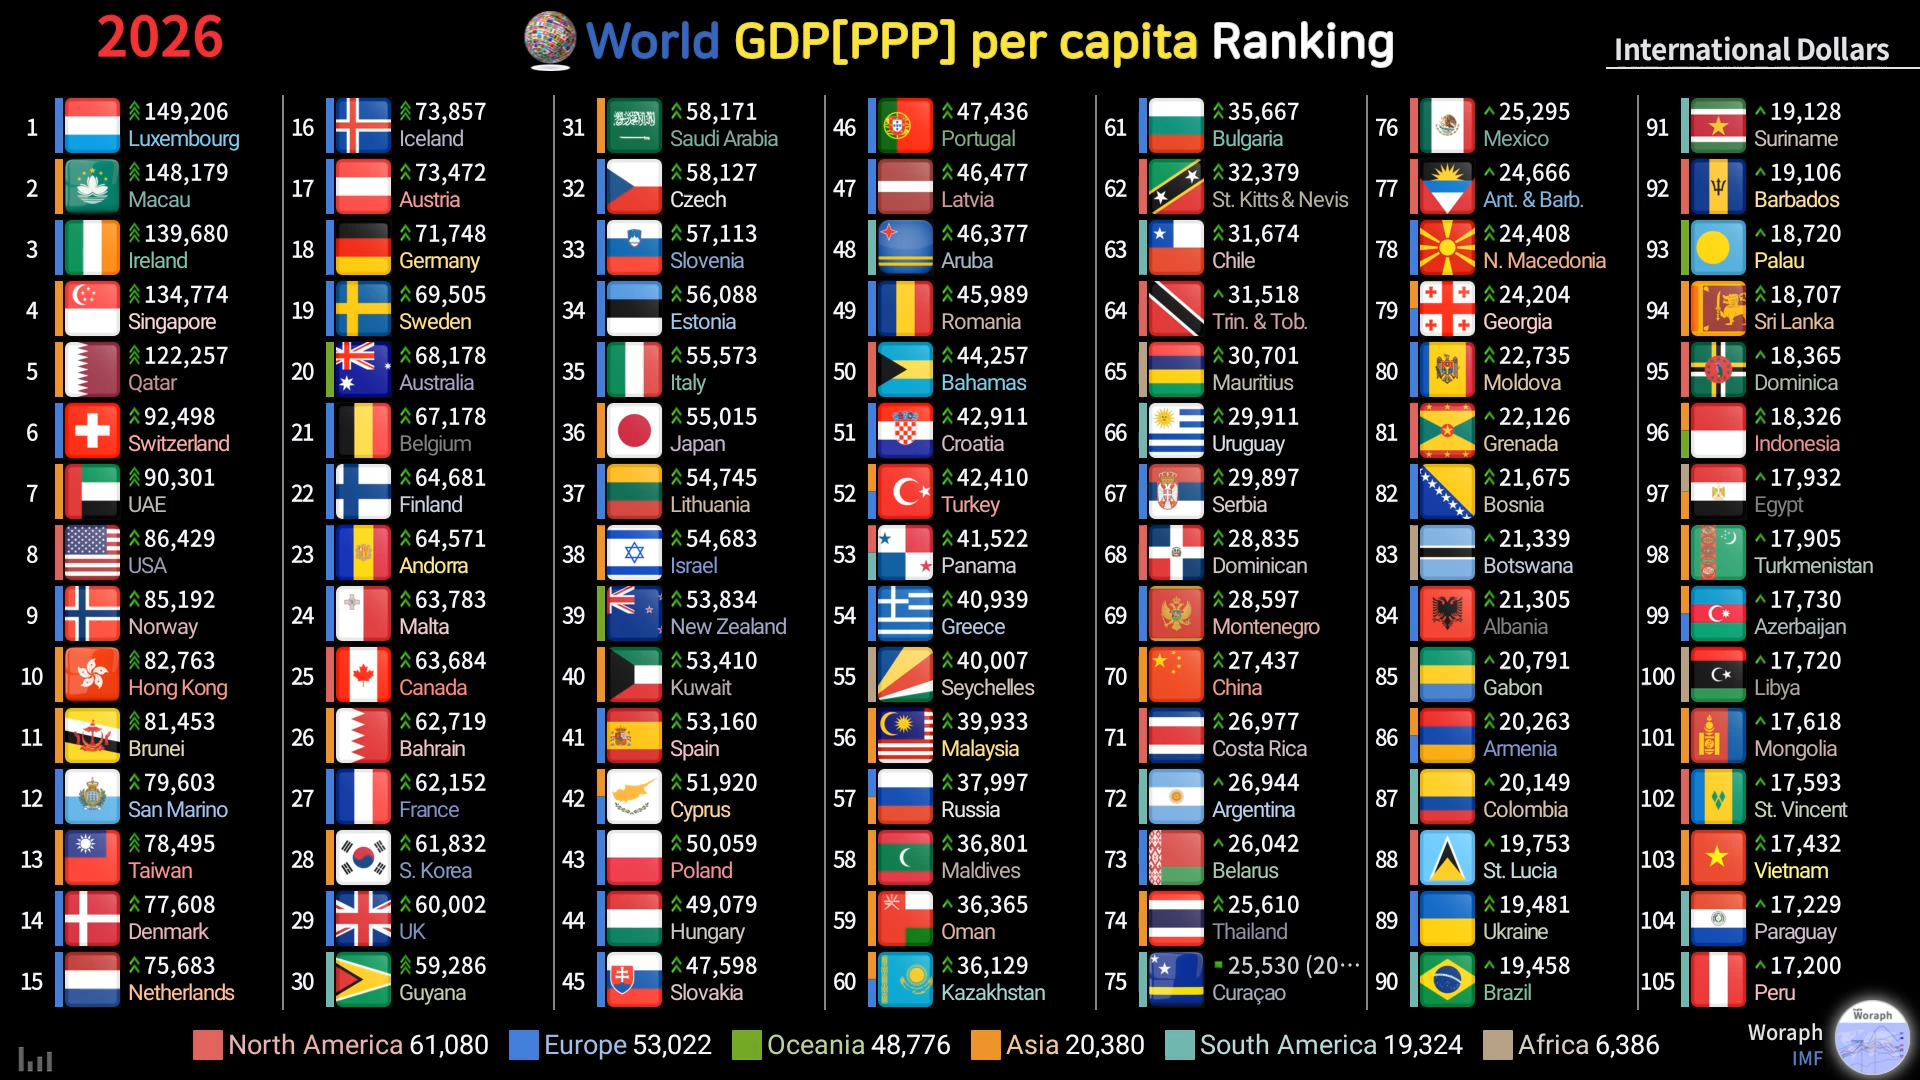 2026
World GDP[PPP] per capita Ranking
International Dollars
1 149,206 Luxembourg
2 148,179 Macau
3 139,680 Ireland
4 134,774 Singapore
5 122,257 Qatar
6 92,498 Switzerland
7 90,301 UAE
8 86,429 USA
9 85,192 Norway
10 82,763 Hong Kong
11 81,453 Brunei
12 79,603 San Marino
13 78,495 Taiwan
14 77,608 Denmark
15 75,683 Netherlands
16 73,857 Iceland
17 73,472 Austria
18 71,748 Germany
19 69,505 Sweden
20 68,178 Australia
21 67,178 Belgium
22 64,681 Finland
23 64,571 Andorra
24 63,783 Malta
25 63,684 Canada
26 62,719 Bahrain
27 62,152 France
28 61,832 S. Korea
29 60,002 UK
30 59,286 Guyana
31 58,171 Saudi Arabia
32 58,127 Czech
33 57,113 Slovenia
34 56,088 Estonia
35 55,573 Italy
36 55,015 Japan
37 54,745 Lithuania
38 54,683 Israel
39 53,834 New Zealand
40 53,410 Kuwait
41 53,160 Spain
42 51,920 Cyprus
43 50,059 Poland
44 49,079 Hungary
45 47,598 Slovakia
46 47,436 Portugal
47 46,477 Latvia
48 46,377 Aruba
49 45,989 Romania
50 44,257 Bahamas
51 42,911 Croatia
52 42,410 Turkey
53 41,522 Panama
54 40,939 Greece
55 40,007 Seychelles
56 39,933 Malaysia
57 37,997 Russia
58 36,801 Maldives
59 36,365 Oman
60 36,129 Kazakhstan
61 35,667 Bulgaria
62 32,379 St. Kitts & Nevis
63 31,674 Chile
64 31,518 Trin. & Tob.
65 30,701 Mauritius
66 29,911 Uruguay
67 29,897 Serbia
68 28,835 Dominican
69 28,597 Montenegro
70 27,437 China
71 26,977 Costa Rica
72 26,944 Argentina
73 26,042 Belarus
74 25,610 Thailand
75 25,530 (20⋯ Curaçao
76 25,295 Mexico
77 24,666 Ant. & Barb.
78 24,408 N. Macedonia
79 24,204 Georgia
80 22,735 Moldova
81 22,126 Grenada
82 21,675 Bosnia
83 21,339 Botswana
84 21,305 Albania
85 20,791 Gabon
86 20,263 Armenia
87 20,149 Colombia
88 19,753 St. Lucia
89 19,481 Ukraine
90 19,458 Brazil
91 19,128 Suriname
92 19,106 Barbados
93 18,720 Palau
94 18,707 Sri Lanka
95 18,365 Dominica
96 18,326 Indonesia
97 17,932 Egypt
98 17,905 Turkmenistan
99 17,730 Azerbaijan
100 17,720 Libya
101 17,618 Mongolia
102 17,593 St. Vincent
103 17,432 Vietnam
104 17,229 Paraguay
105 17,200 Peru
North America 61,080 Europe 53,022 Oceania 48,776 Asia 20,380 South America 19,324 Africa 6,386
Woraph
IMF
Woraph